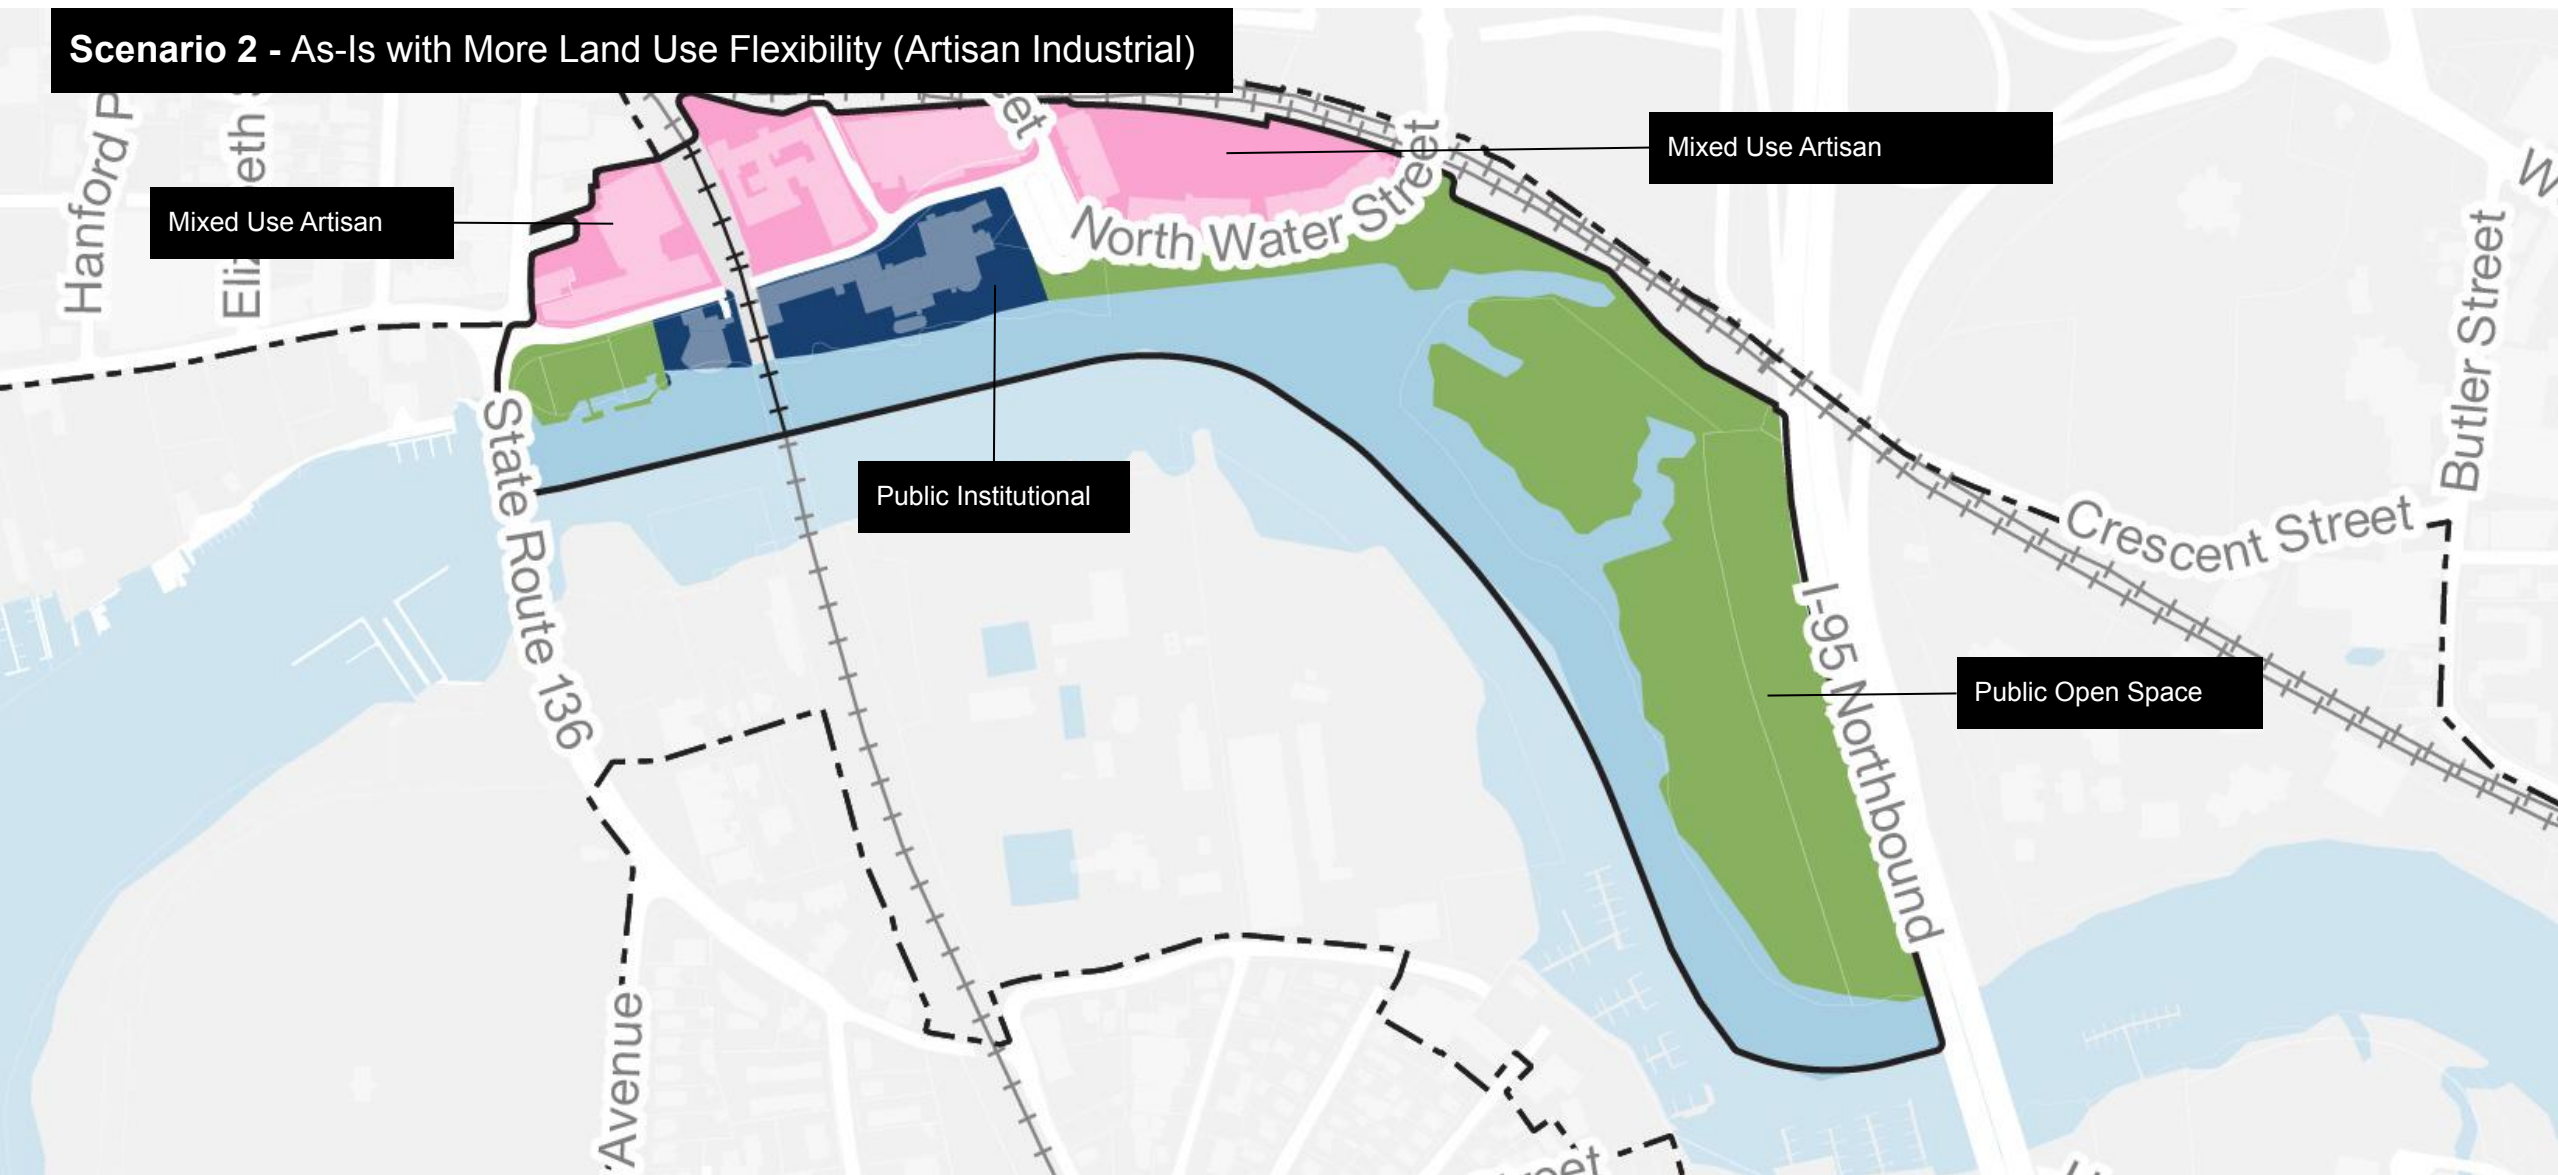 Scenario 2 - As-Is with More Land Use Flexibility (Artisan Industrial)
Mixed Use Artisan
Mixed Use Artisan
North Water Street
Public Institutional
State Route 136
Crescent Street
Butler Street
I-95 Northbound
Public Open Space
Avenue